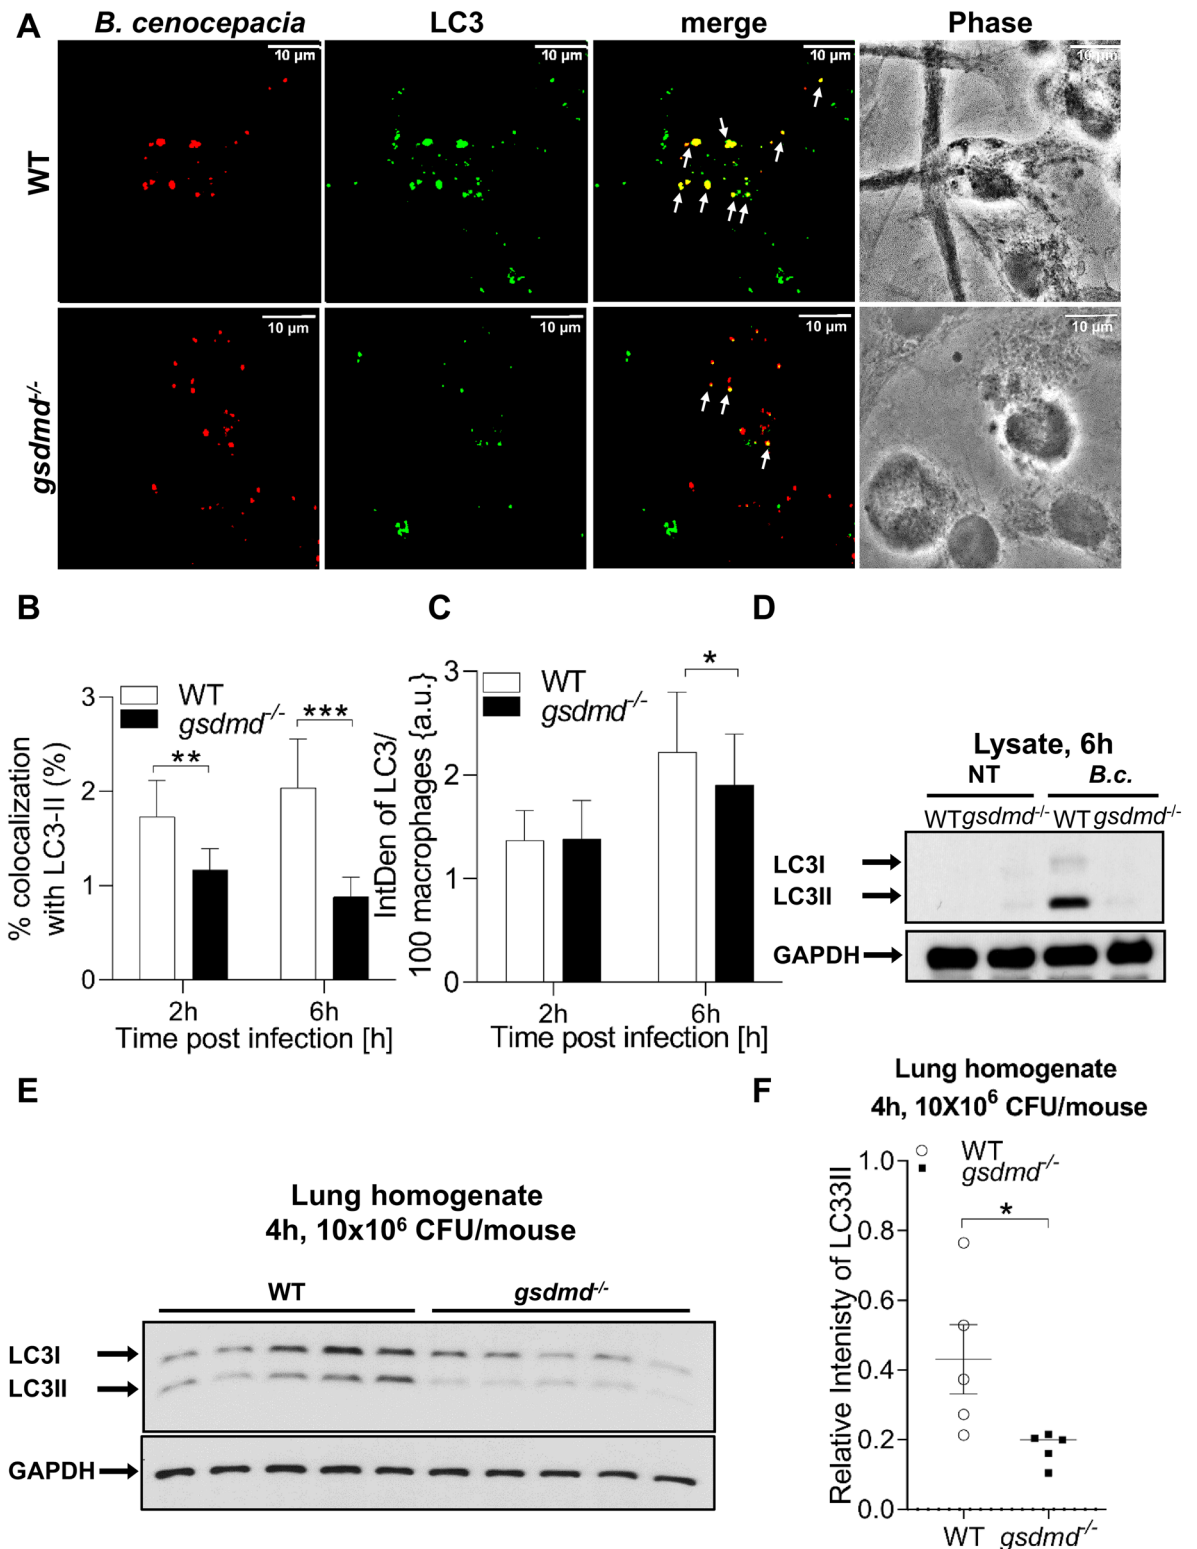 A
B. cenocepacia LC3 merge Phase
WT
10 µm 10 µm 10 µm 10 µm
gsdmd-/-
10 µm 10 µm 10 µm 10 µm
B
% colocalization
with LC3-II (%)
3
2
1
0
WT
gsdmd-/-
**
***
2h 6h
Time post infection [h]
C
IntDen of LC3/
100 macrophages {a.u.}
3
2
1
0
WT
gsdmd-/-
*
2h 6h
Time post infection [h]
D
Lysate, 6h
NT B.c.
WT gsdmd-/- WT gsdmd-/-
LC3I
LC3II
GAPDH
E
Lung homogenate
4h, 10x10⁶ CFU/mouse
WT gsdmd-/-
LC3I
LC3II
GAPDH
F
Lung homogenate
4h, 10X10⁶ CFU/mouse
Relative Intenisty of LC33II
1.0
0.8
0.6
0.4
0.2
0.0
WT
gsdmd-/-
*
WT gsdmd-/-